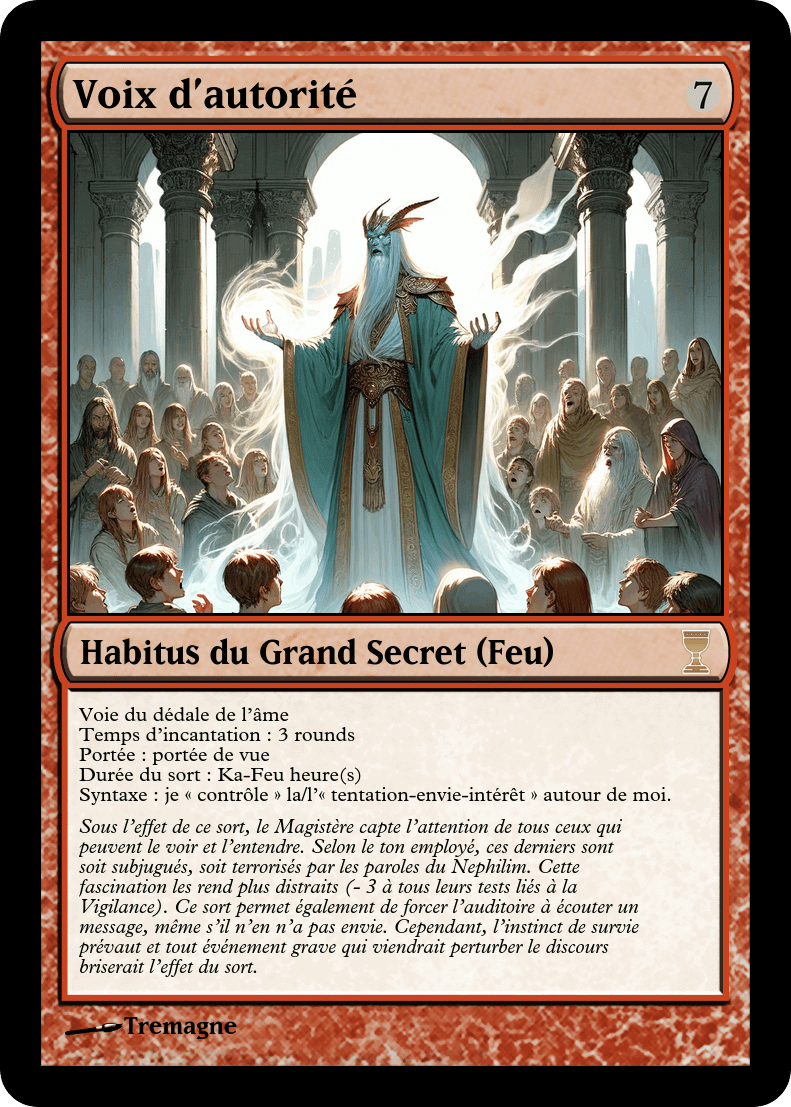 Voix d'autorité
7
Habitus du Grand Secret (Feu)
Voie du dédale de l'âme
Temps d'incantation : 3 rounds
Portée : portée de vue
Durée du sort : Ka-Feu heure(s)
Syntaxe : je « contrôle » la/l'« tentation-envie-intérêt » autour de moi.
Sous l'effet de ce sort, le Magistère capte l'attention de tous ceux qui
peuvent le voir et l'entendre. Selon le ton employé, ces derniers sont
soit subjugués, soit terrorisés par les paroles du Nephilim. Cette
fascination les rend plus distraits (- 3 à tous leurs tests liés à la
Vigilance). Ce sort permet également de forcer l'auditoire à écouter un
message, même s'il n'en n'a pas envie. Cependant, l'instinct de survie
prévaut et tout événement grave qui viendrait perturber le discours
briserait l'effet du sort.
Tremagne